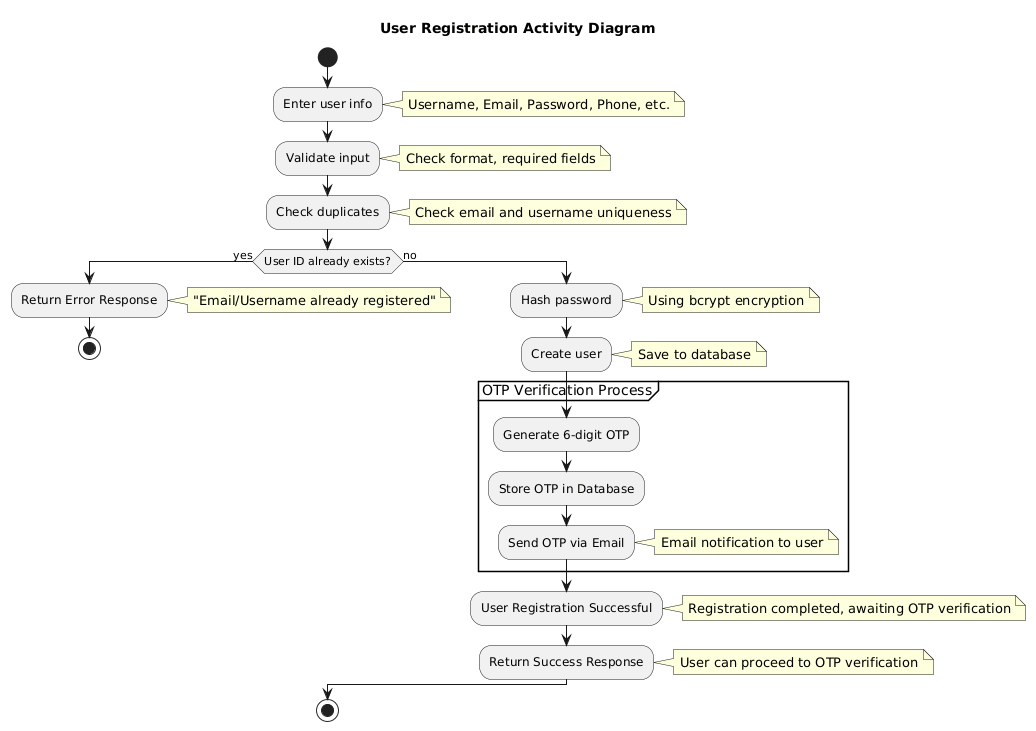 User Registration Activity Diagram
Enter user info
Username, Email, Password, Phone, etc.
Validate input
Check format, required fields
Check duplicates
Check email and username uniqueness
yes
User ID already exists?
no
Return Error Response
"Email/Username already registered"
Hash password
Using bcrypt encryption
Create user
Save to database
OTP Verification Process
Generate 6-digit OTP
Store OTP in Database
Send OTP via Email
Email notification to user
User Registration Successful
Registration completed, awaiting OTP verification
Return Success Response
User can proceed to OTP verification